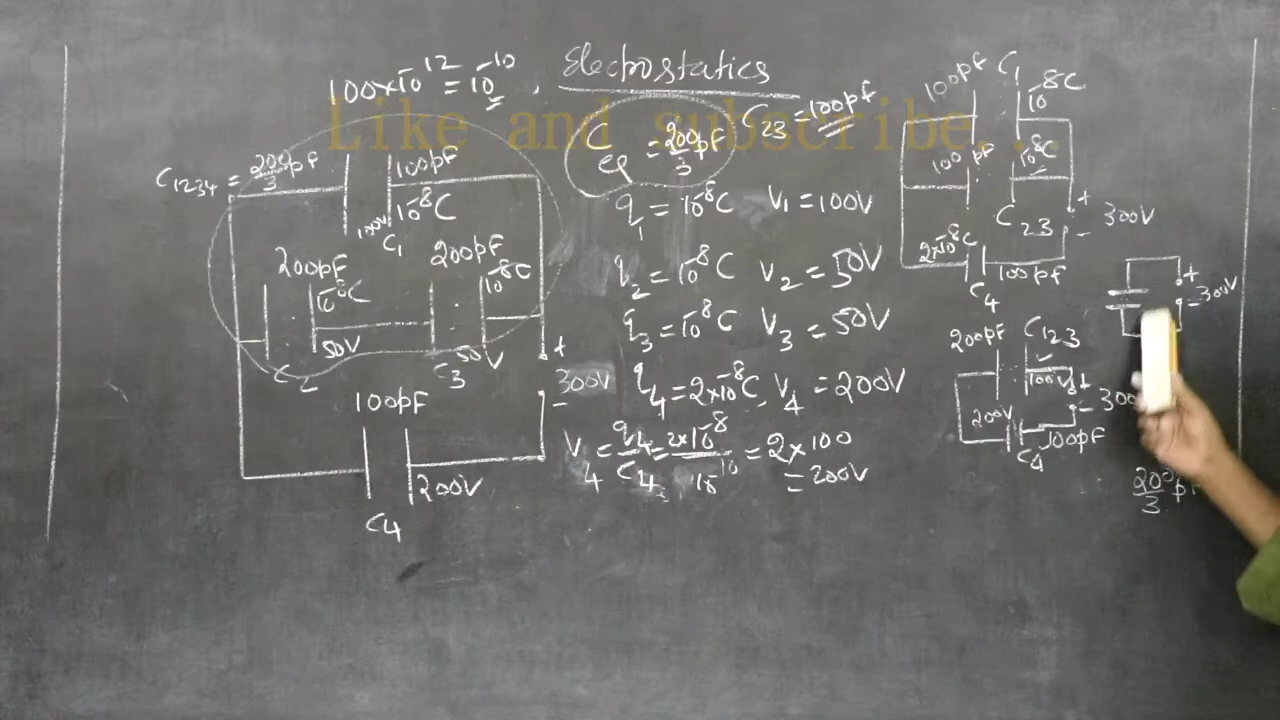 Electrostatics
100×10¯¹² = 10¯¹⁰
Like and subscribe...
C₁₂₃₄ = 200/3 pF
100pF
10⁻⁸C
100V
C₁
200pF
200pF
10⁻⁸C
10⁻⁸C
50V
50V
C₂
C₃
+
300V
−
100pF
200V
C₄
Ceq = 200/3 pF
C₂₃ = 100pF
q₁ = 10⁻⁸C V₁ = 100V
q₂ = 10⁻⁸C V₂ = 50V
q₃ = 10⁻⁸C V₃ = 50V
q₄ = 2×10⁻⁸C, V₄ = 200V
V₄ = q₄/C₄ = 2×10⁻⁸/10⁻¹⁰ = 2×100
= 200V
100pF C₁
10⁻⁸C
100pF 10⁻⁸C
C₂₃
+
− 300V
2×10⁻⁸C
100pF
C₄
+
− 300V
200pF C₁₂₃
100V
+
− 300
200V
100pF
C₄
200/3 pF